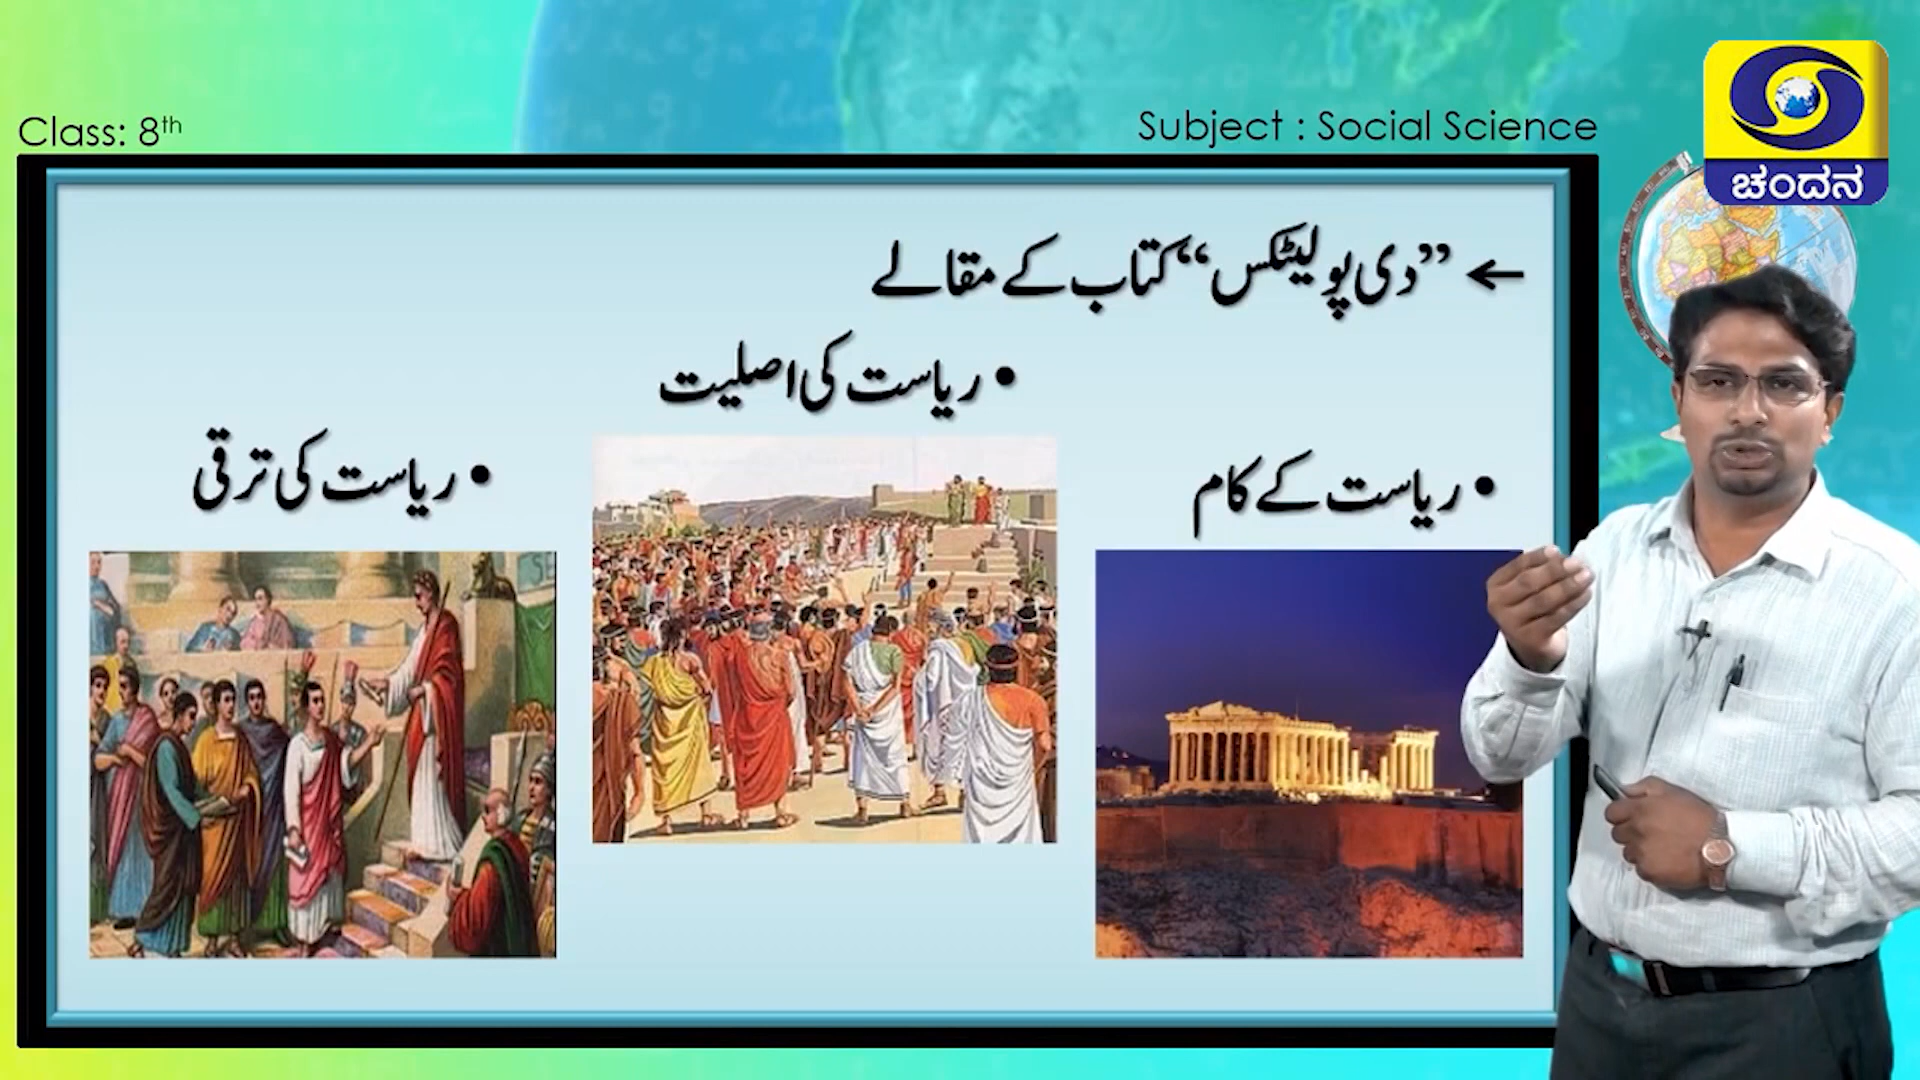 Class: 8th
Subject : Social Science
ಚಂದನ
← ”دی پولیٹکس“ کتاب کے مقالے
• ریاست کی اصلیت
• ریاست کے کام
• ریاست کی ترقی